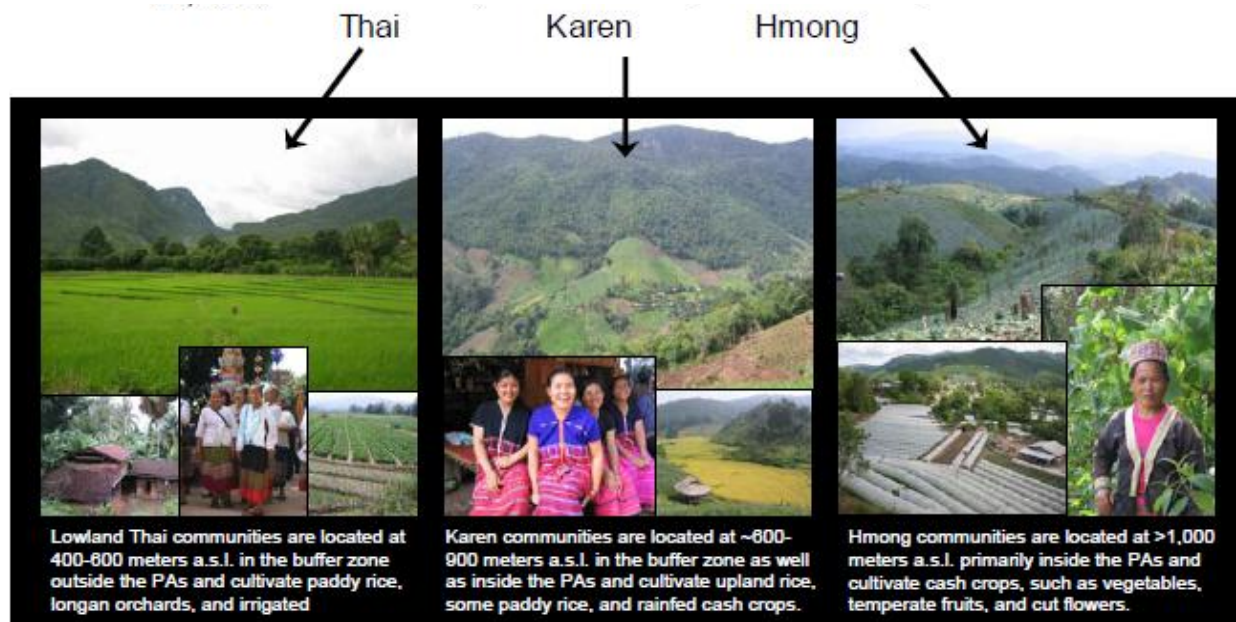 Thai Karen Hmong
Lowland Thai communities are located at
400-600 meters a.s.l. in the buffer zone
outside the PAs and cultivate paddy rice,
longan orchards, and irrigated
Karen communities are located at ~600-
900 meters a.s.l. in the buffer zone as well
as inside the PAs and cultivate upland rice,
some paddy rice, and rainfed cash crops.
Hmong communities are located at >1,000
meters a.s.l. primarily inside the PAs and
cultivate cash crops, such as vegetables,
temperate fruits, and cut flowers.